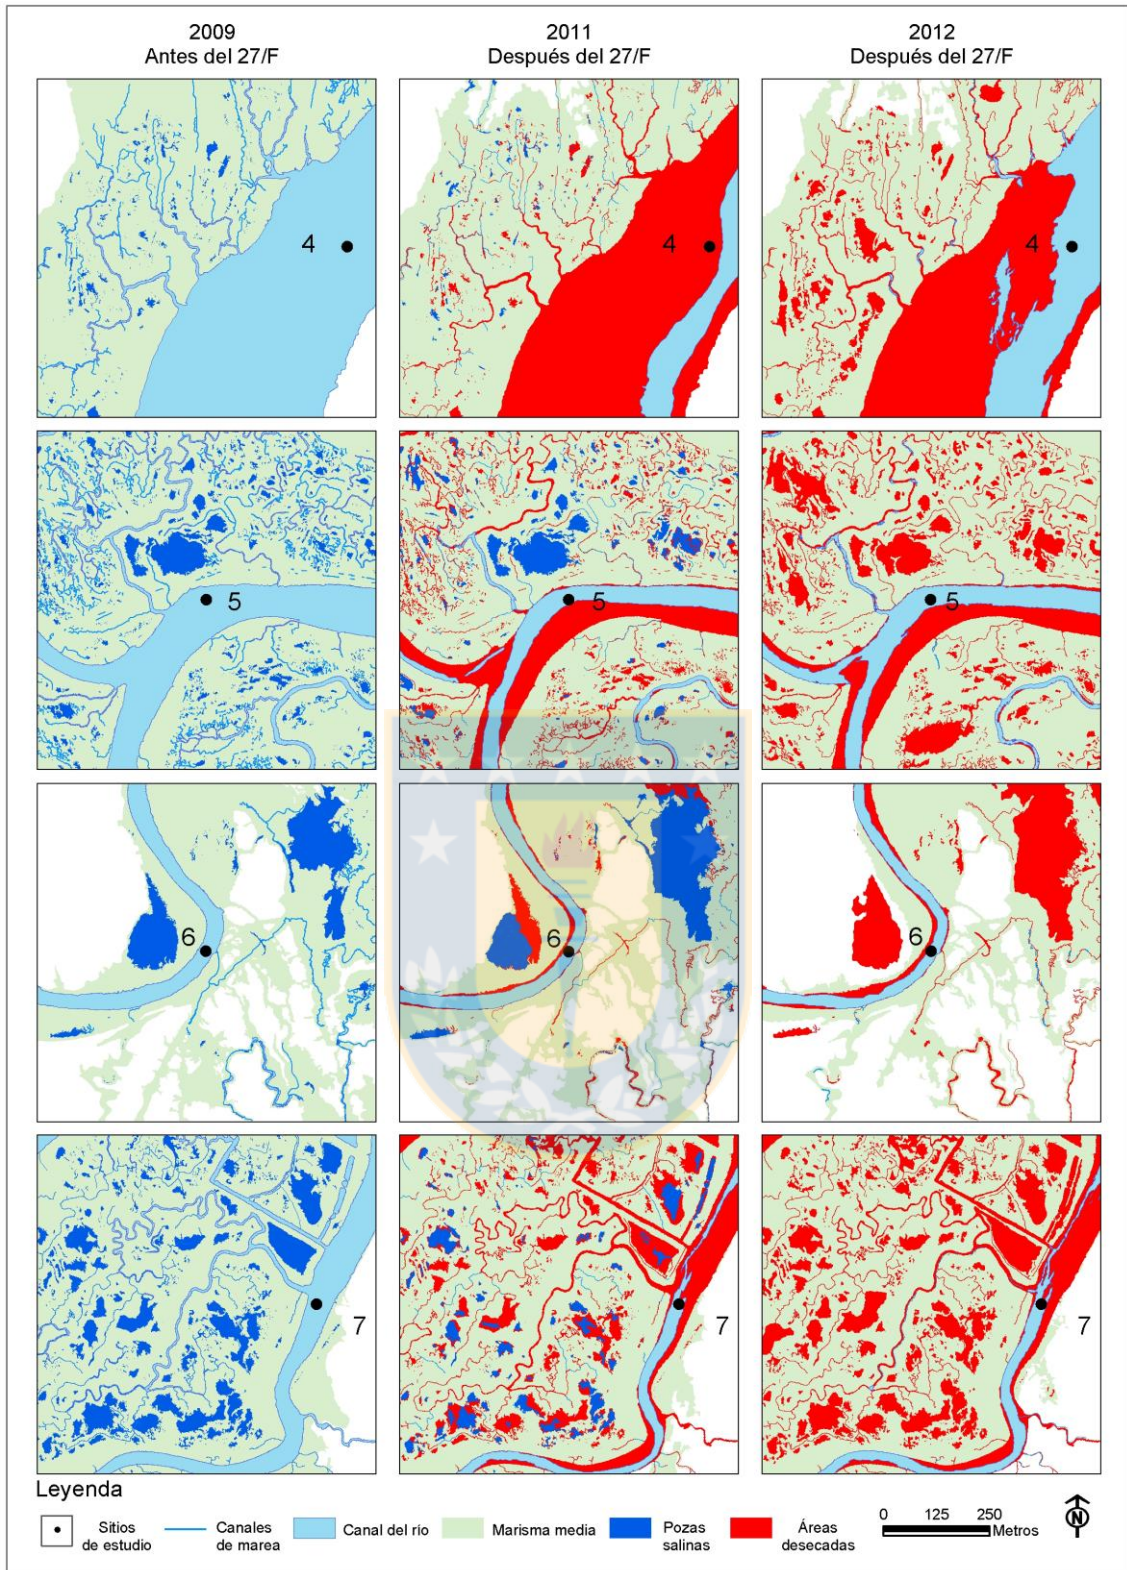 2009
Antes del 27/F
2011
Después del 27/F
2012
Después del 27/F
4
4
4
5
5
5
6
6
6
7
7
7
Leyenda
Sitios de estudio
Canales de marea
Canal del río
Marisma media
Pozas salinas
Áreas desecadas
0 125 250
Metros
N